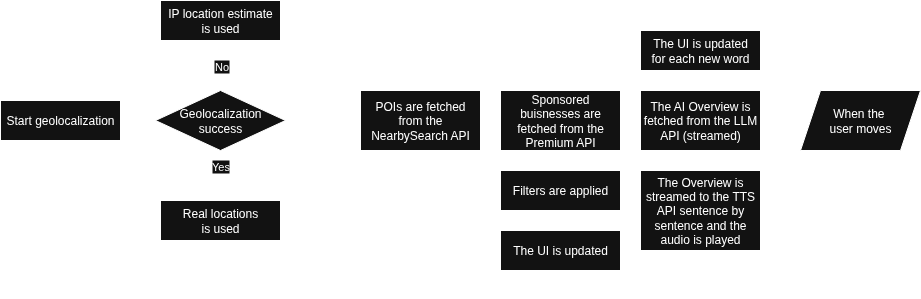 IP location estimate
is used
No
Start geolocalization
Geolocalization
success
Yes
Real locations
is used
POIs are fetched
from the
NearbySearch API
Sponsored
buisnesses are
fetched from the
Premium API
Filters are applied
The UI is updated
The UI is updated
for each new word
The AI Overview is
fetched from the LLM
API (streamed)
The Overview is
streamed to the TTS
API sentence by
sentence and the
audio is played
When the
user moves